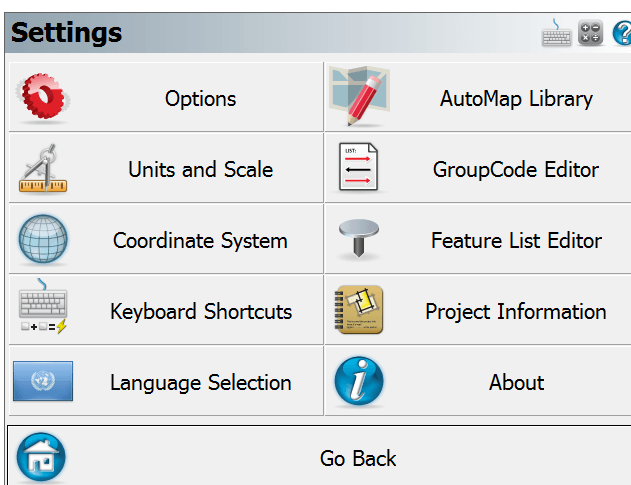 Settings
Options
AutoMap Library
Units and Scale
LIST:
GroupCode Editor
Coordinate System
Feature List Editor
Keyboard Shortcuts
Project Information
Language Selection
About
Go Back